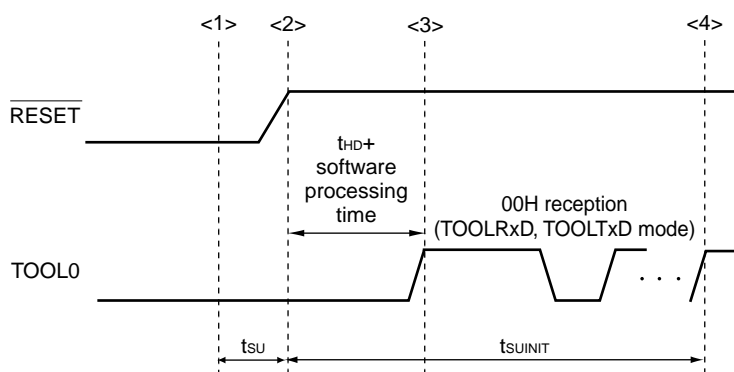 <1> <2> <3> <4>
RESET
tHD+
software
processing
time
00H reception
(TOOLRxD, TOOLTxD mode)
TOOL0
. . .
tSU tSUINIT